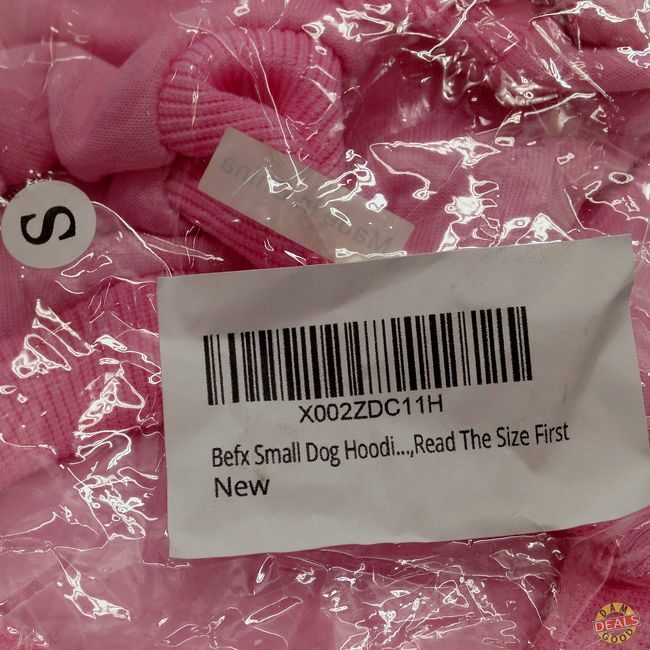 S
X002ZDC11H
Befx Small Dog Hoodi...,Read The Size First
New
DAM
DEALS
GOOD